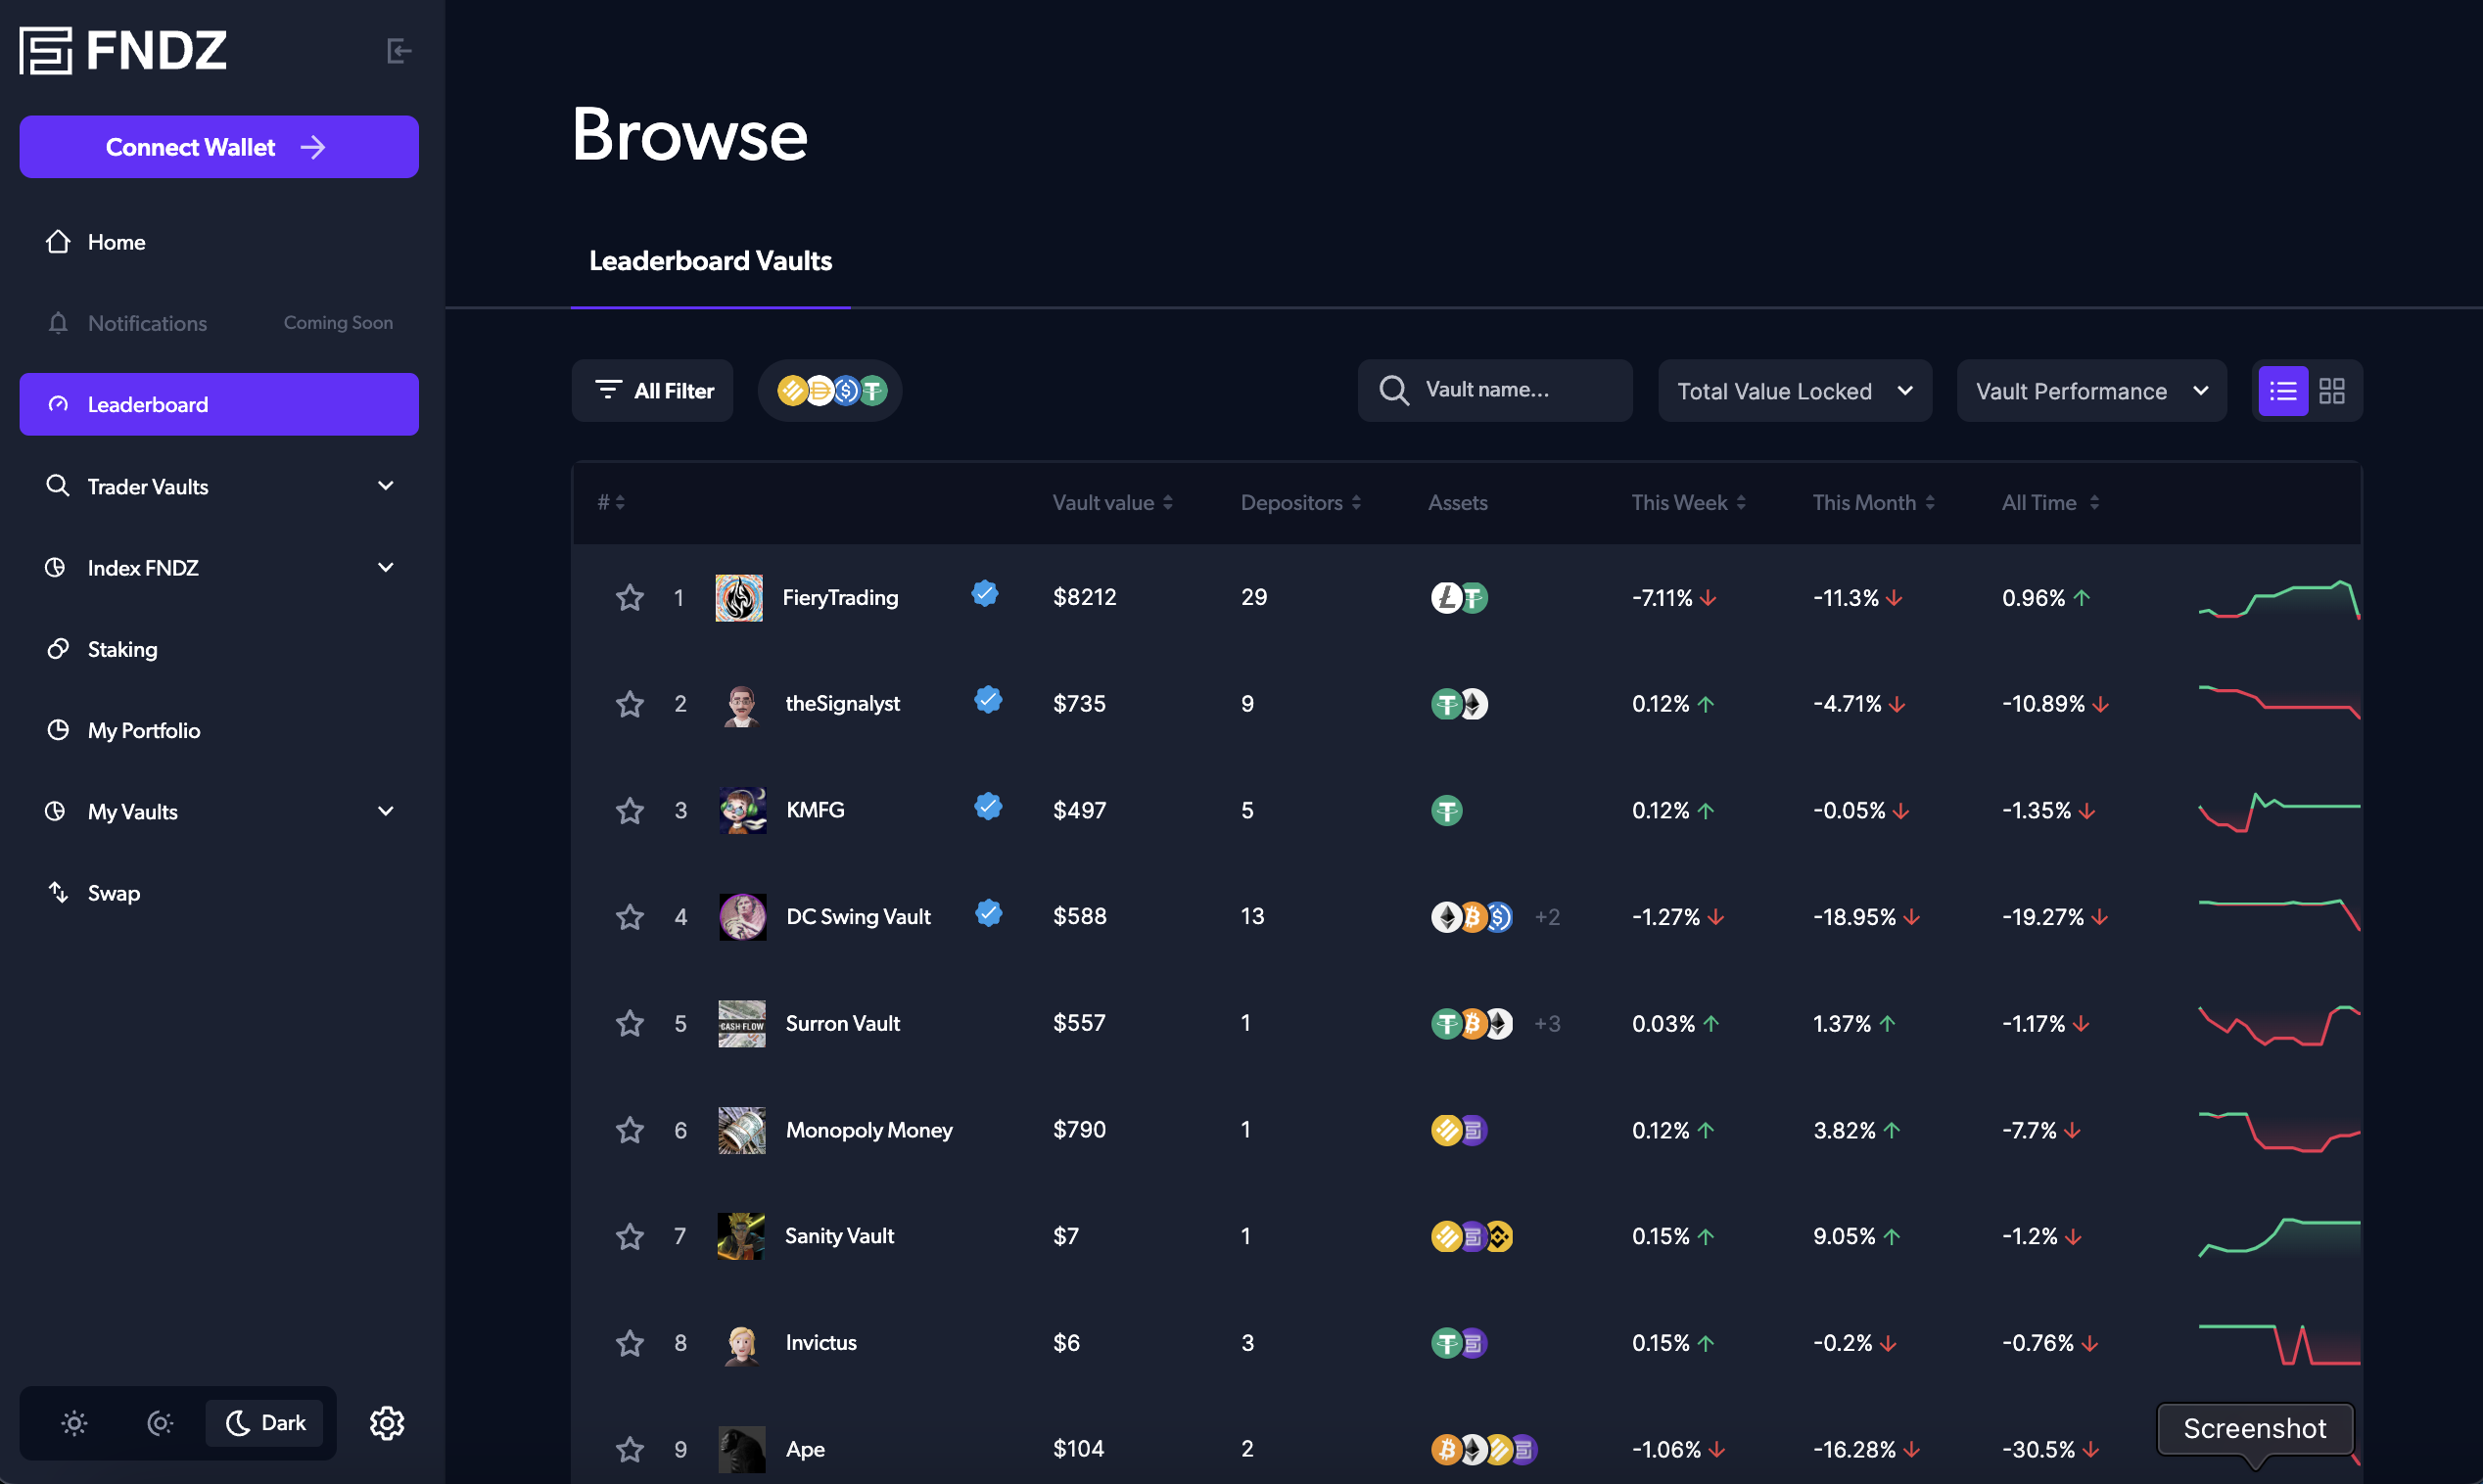 FNDZ
Connect Wallet
Home
Notifications Coming Soon
Leaderboard
Trader Vaults
Index FNDZ
Staking
My Portfolio
My Vaults
Swap
Dark
Browse
Leaderboard Vaults
All Filter
Vault name...
Total Value Locked
Vault Performance
# Vault value Depositors Assets This Week This Month All Time
1 FieryTrading $8212 29 -7.11% -11.3% 0.96%
2 theSignalyst $735 9 0.12% -4.71% -10.89%
3 KMFG $497 5 0.12% -0.05% -1.35%
4 DC Swing Vault $588 13 +2 -1.27% -18.95% -19.27%
5 CASH FLOW Surron Vault $557 1 +3 0.03% 1.37% -1.17%
6 Monopoly Money $790 1 0.12% 3.82% -7.7%
7 Sanity Vault $7 1 0.15% 9.05% -1.2%
8 Invictus $6 3 0.15% -0.2% -0.76%
9 Ape $104 2 -1.06% -16.28% -30.5%
Screenshot